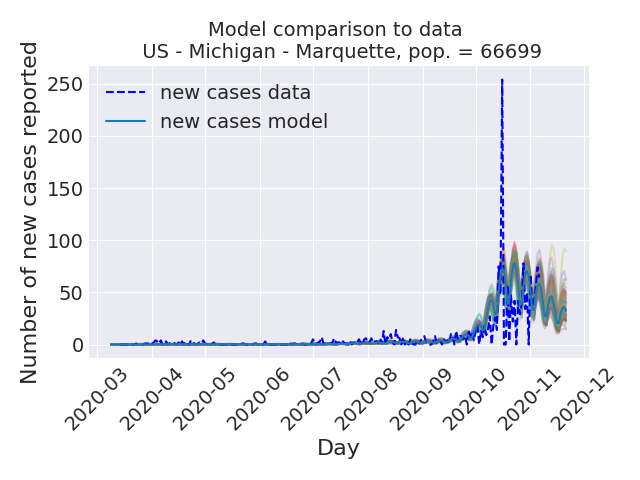 Model comparison to data
US - Michigan - Marquette, pop. = 66699
Number of new cases reported
250
200
150
100
50
0
new cases data
new cases model
2020-03
2020-04
2020-05
2020-06
2020-07
2020-08
2020-09
2020-10
2020-11
2020-12
Day